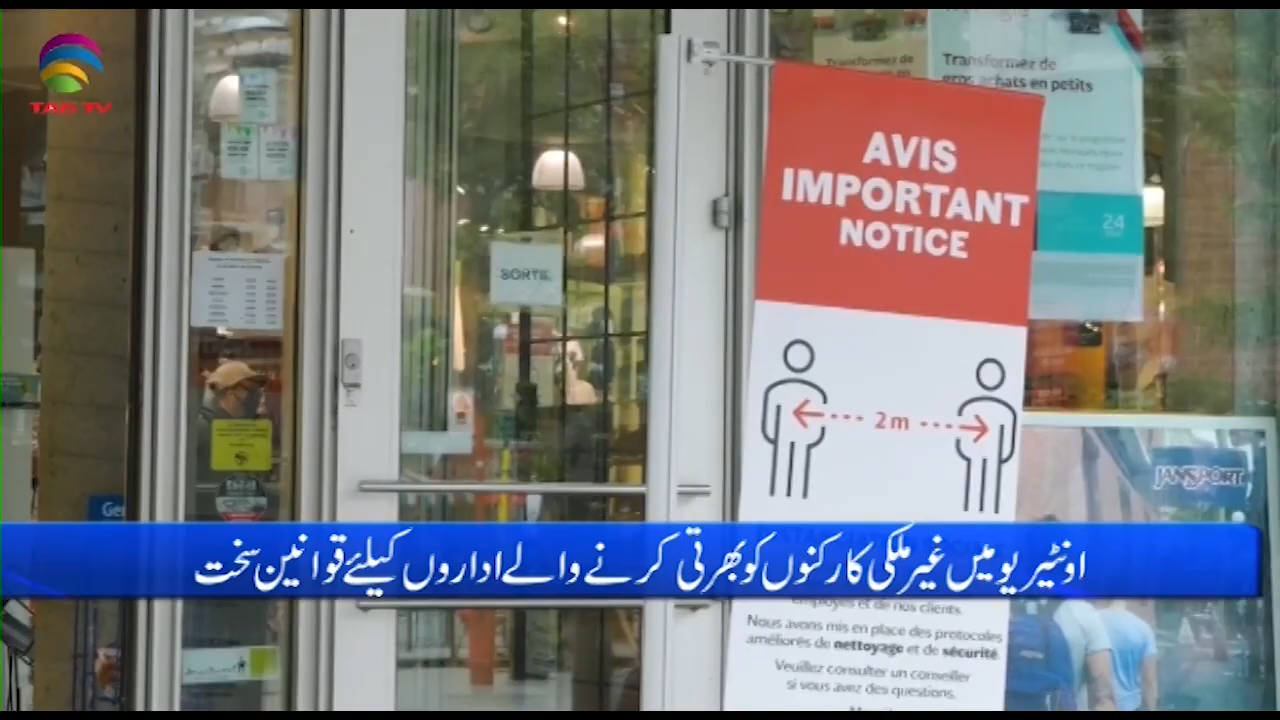 TAG TV
Transformer de
gros achats en petits
24
AVIS
IMPORTANT
NOTICE
SORTIE
2m
JANSPORT
Ge
اونٹیریو میں غیر ملکی کارکنوں کو بھرتی کرنے والے اداروں کیلئے قوانین سخت
employés et de nos clients.
Nous avons mis en place des protocoles
améliorés de nettoyage et de sécurité.
Veuillez consulter un conseiller
si vous avez des questions.